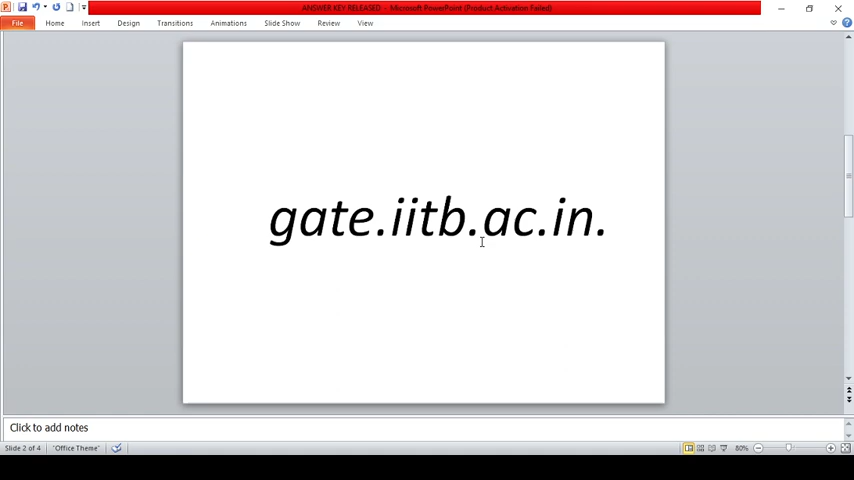 ANSWER KEY RELEASED - Microsoft PowerPoint (Product Activation Failed)
File Home Insert Design Transitions Animations Slide Show Review View
gate.iitb.ac.in.
Click to add notes
Slide 2 of 4 "Office Theme" 80%